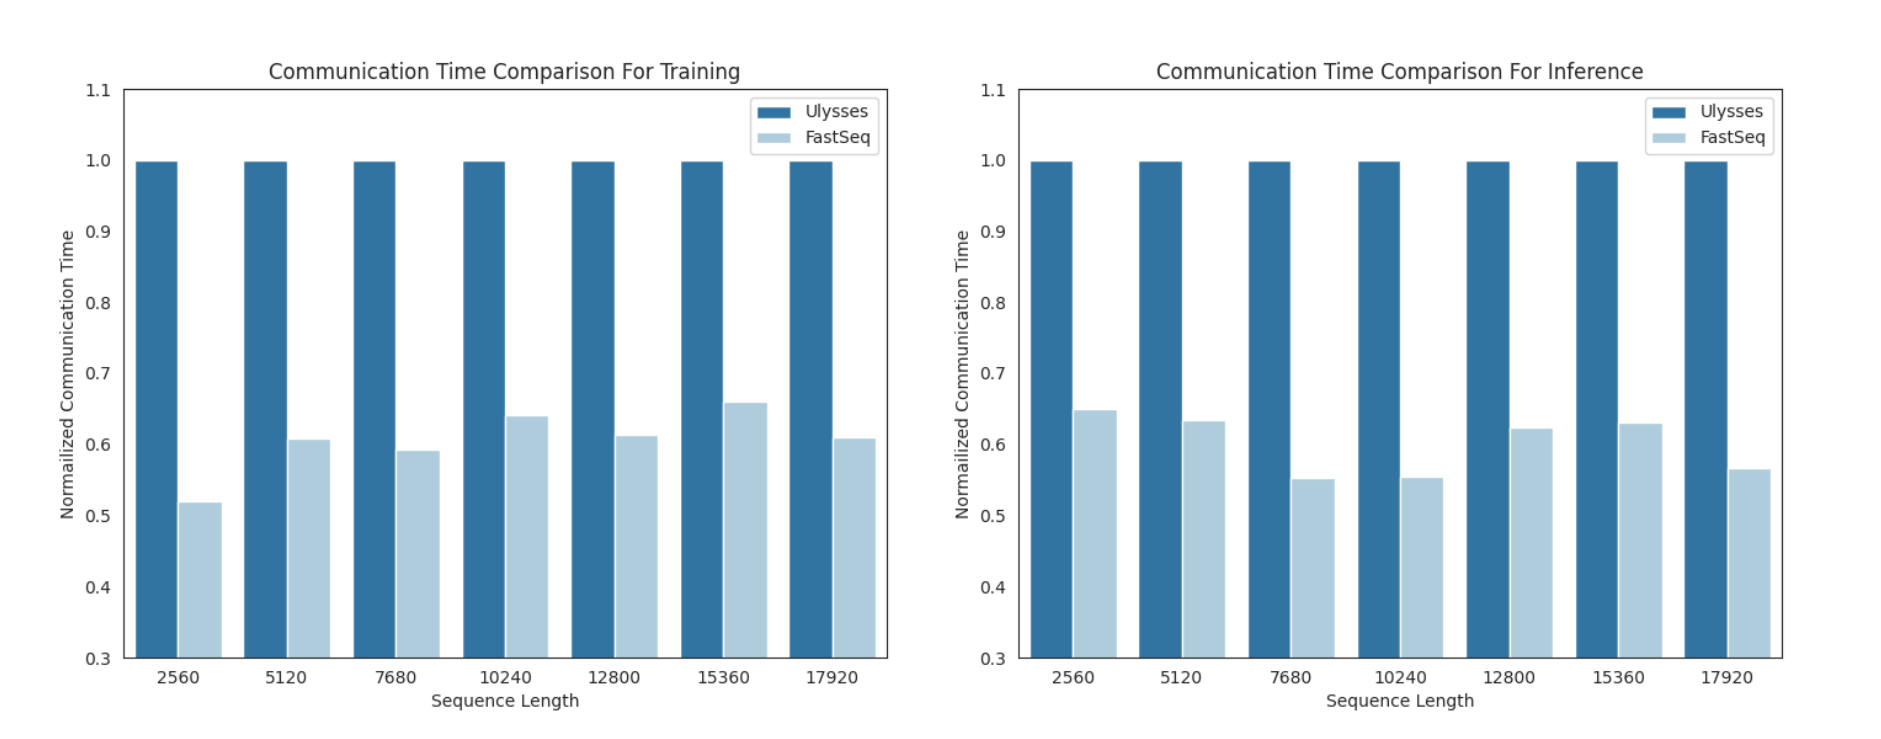 Communication Time Comparison For Training
Normailized Communication Time
1.1
1.0
0.9
0.8
0.7
0.6
0.5
0.4
0.3
Ulysses
FastSeq
2560 5120 7680 10240 12800 15360 17920
Sequence Length
Communication Time Comparison For Inference
Normailized Communication Time
1.1
1.0
0.9
0.8
0.7
0.6
0.5
0.4
0.3
Ulysses
FastSeq
2560 5120 7680 10240 12800 15360 17920
Sequence Length